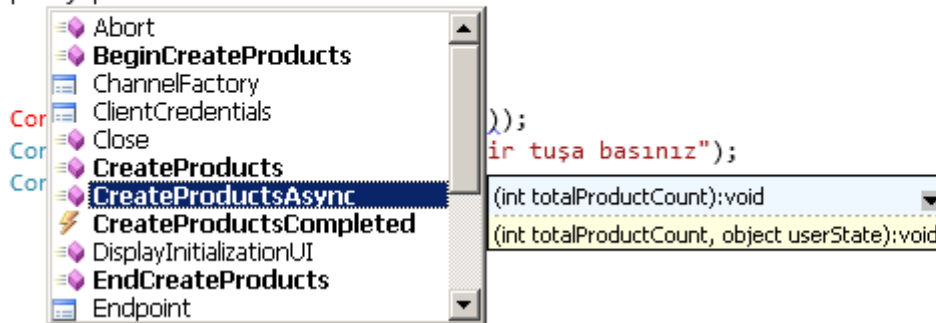 Abort
BeginCreateProducts
ChannelFactory
ClientCredentials
Cor ));
Close
Cor ir tuşa basınız");
CreateProducts
Cor
CreateProductsAsync (int totalProductCount):void
CreateProductsCompleted (int totalProductCount, object userState):void
DisplayInitializationUI
EndCreateProducts
Endpoint